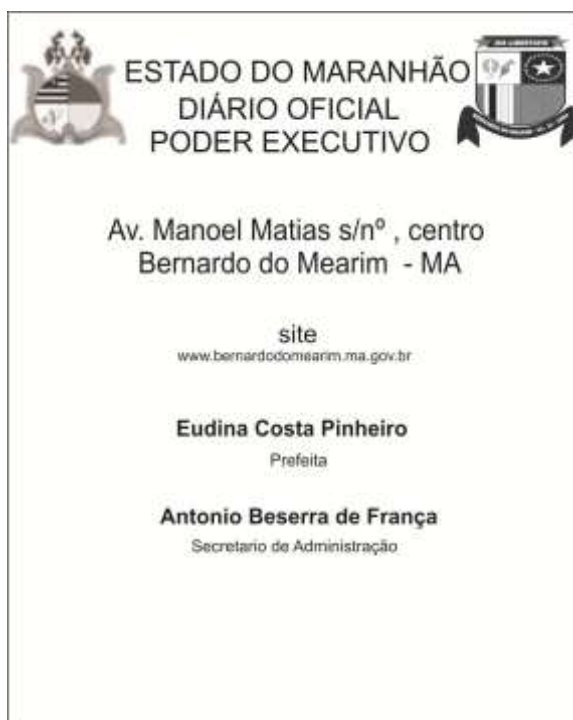 ESTADO DO MARANHÃO
DIÁRIO OFICIAL
PODER EXECUTIVO
Av. Manoel Matias s/nº , centro
Bernardo do Mearim - MA
site
www.bernardodomearim.ma.gov.br
Eudina Costa Pinheiro
Prefeita
Antonio Beserra de França
Secretario de Administração